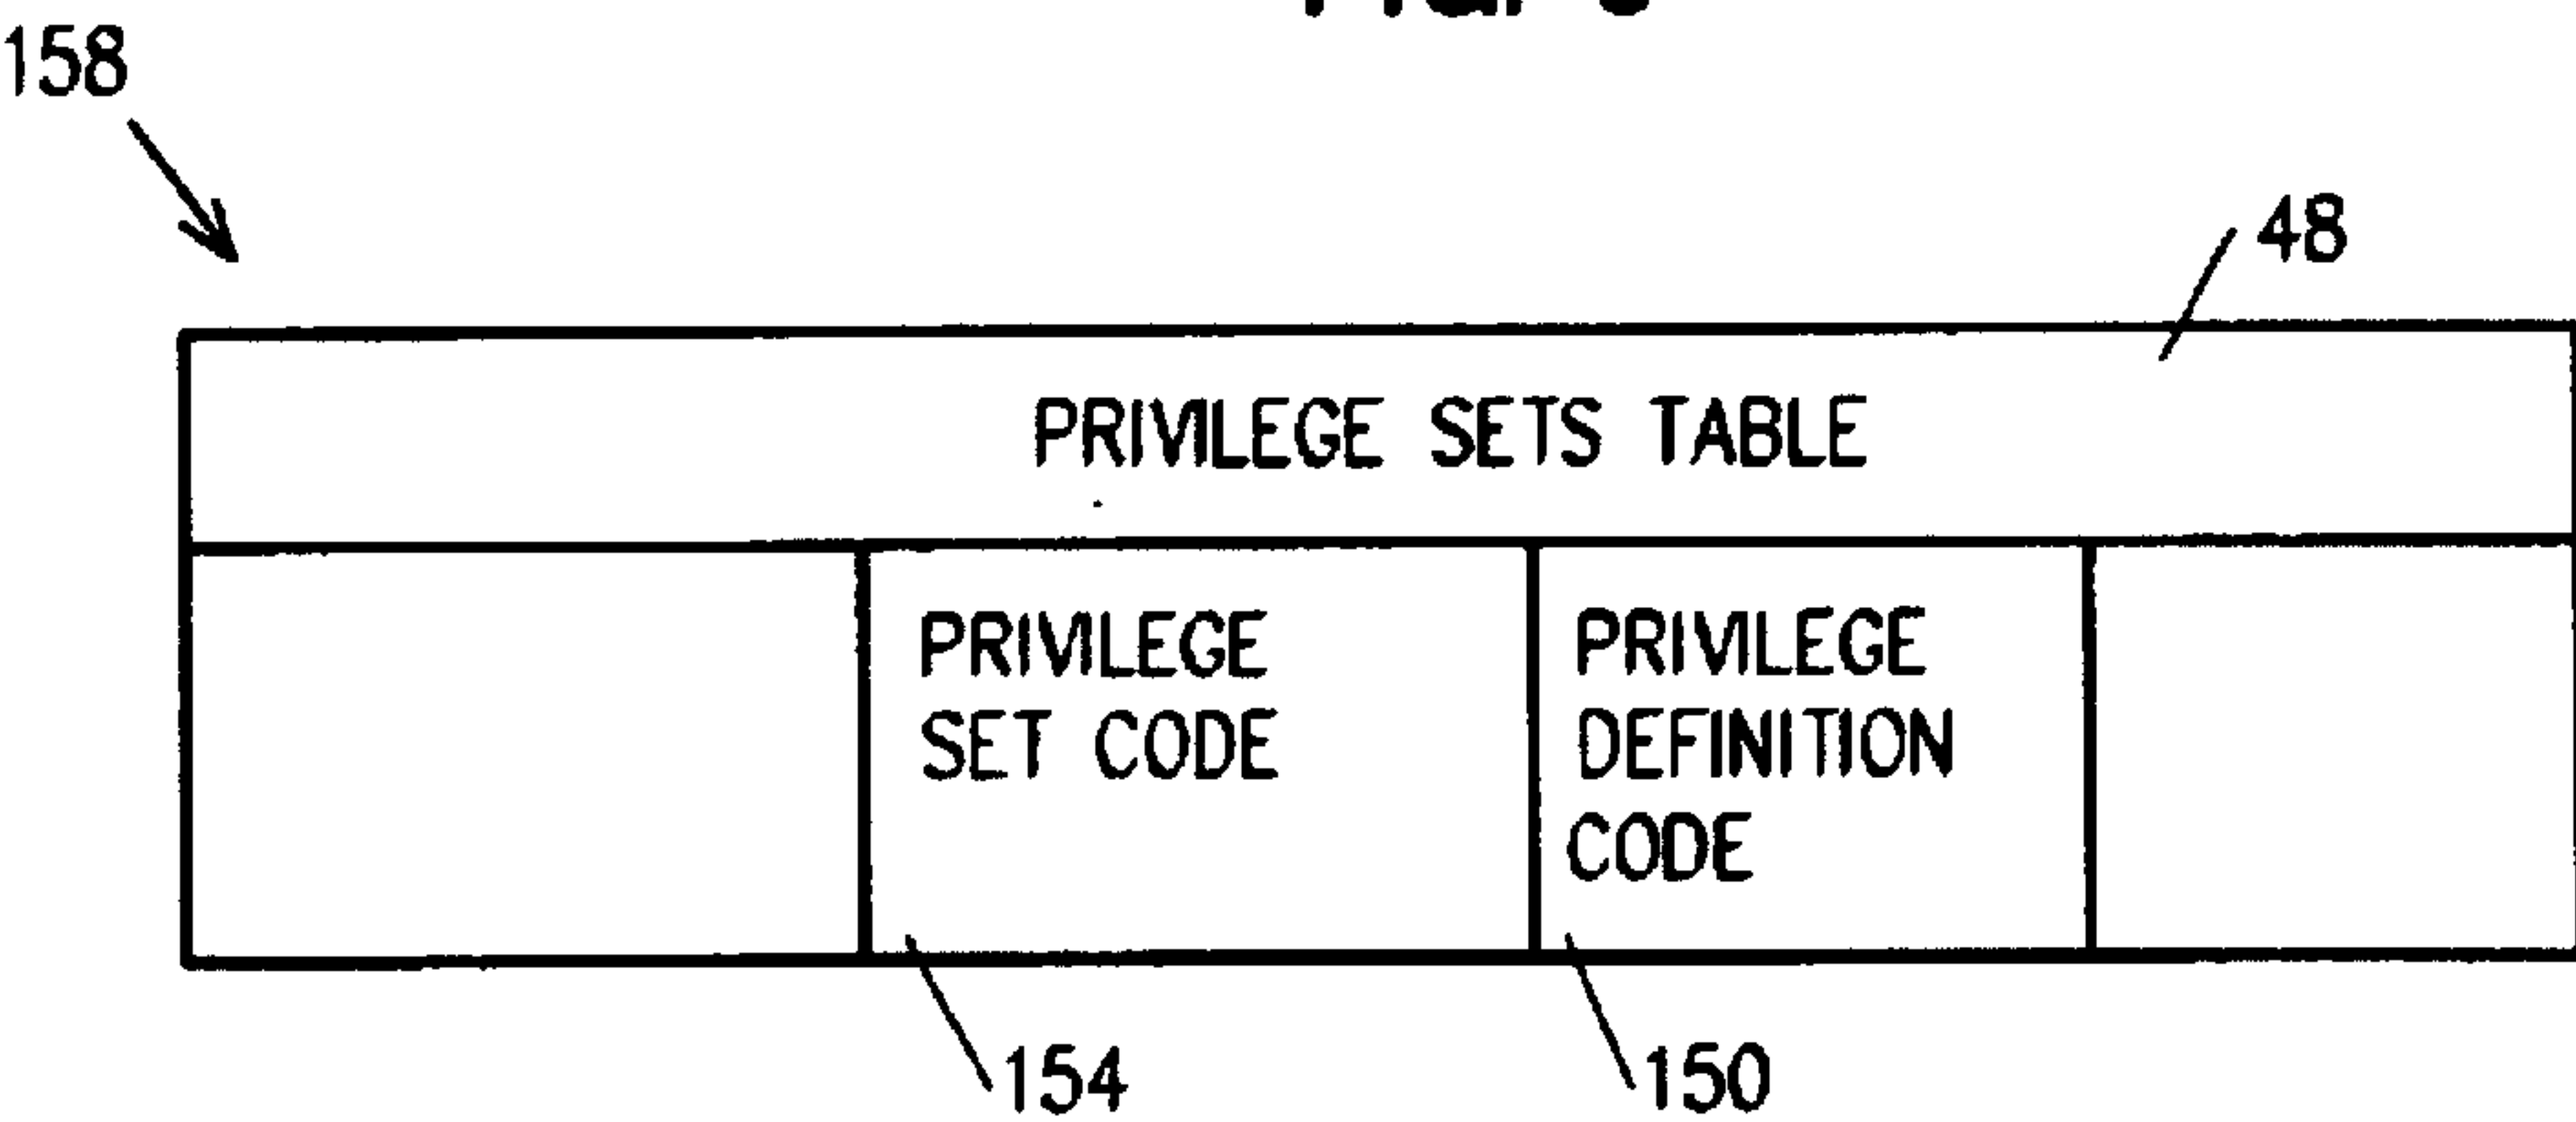 158
48
PRIVILEGE SETS TABLE
PRIVILEGE
SET CODE
PRIVILEGE
DEFINITION
CODE
154
150